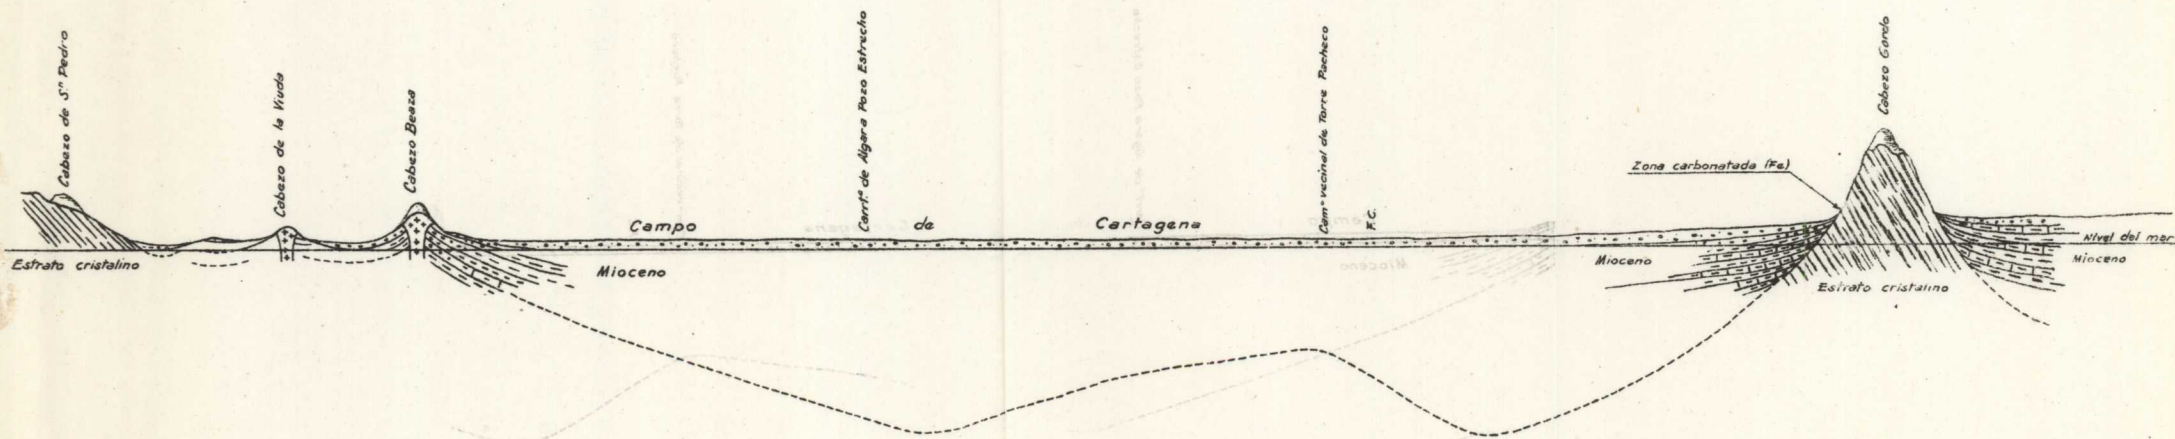 Cabezo de Sn Pedro
Cabezo de la Viuda
Cabezo Beaza
Carrt.ª de Algar a Pozo Estrecho
Cam.º vecinal de Torre Pacheco
F.C.
Cabezo Gordo
Zona carbonatada (Fe)
Campo de Cartagena
Nivel del mar
Estrato cristalino
Mioceno
Mioceno
Mioceno
Estrato cristalino